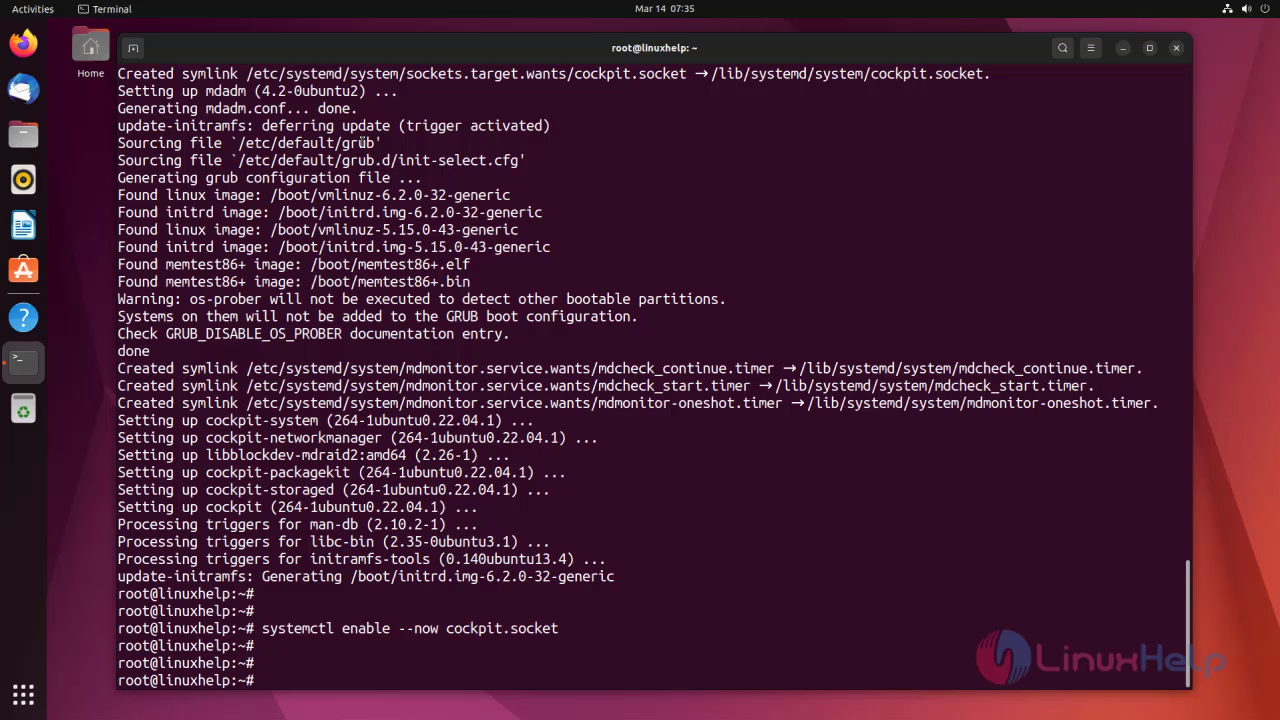 Activities
Terminal
Mar 14 07:35
Home
root@linuxhelp: ~
Created symlink /etc/systemd/system/sockets.target.wants/cockpit.socket → /lib/systemd/system/cockpit.socket.
Setting up mdadm (4.2-0ubuntu2) ...
Generating mdadm.conf... done.
update-initramfs: deferring update (trigger activated)
Sourcing file `/etc/default/grub'
Sourcing file `/etc/default/grub.d/init-select.cfg'
Generating grub configuration file ...
Found linux image: /boot/vmlinuz-6.2.0-32-generic
Found initrd image: /boot/initrd.img-6.2.0-32-generic
Found linux image: /boot/vmlinuz-5.15.0-43-generic
Found initrd image: /boot/initrd.img-5.15.0-43-generic
Found memtest86+ image: /boot/memtest86+.elf
Found memtest86+ image: /boot/memtest86+.bin
Warning: os-prober will not be executed to detect other bootable partitions.
Systems on them will not be added to the GRUB boot configuration.
Check GRUB_DISABLE_OS_PROBER documentation entry.
done
Created symlink /etc/systemd/system/mdmonitor.service.wants/mdcheck_continue.timer → /lib/systemd/system/mdcheck_continue.timer.
Created symlink /etc/systemd/system/mdmonitor.service.wants/mdcheck_start.timer → /lib/systemd/system/mdcheck_start.timer.
Created symlink /etc/systemd/system/mdmonitor.service.wants/mdmonitor-oneshot.timer → /lib/systemd/system/mdmonitor-oneshot.timer.
Setting up cockpit-system (264-1ubuntu0.22.04.1) ...
Setting up cockpit-networkmanager (264-1ubuntu0.22.04.1) ...
Setting up libblockdev-mdraid2:amd64 (2.26-1) ...
Setting up cockpit-packagekit (264-1ubuntu0.22.04.1) ...
Setting up cockpit-storaged (264-1ubuntu0.22.04.1) ...
Setting up cockpit (264-1ubuntu0.22.04.1) ...
Processing triggers for man-db (2.10.2-1) ...
Processing triggers for libc-bin (2.35-0ubuntu3.1) ...
Processing triggers for initramfs-tools (0.140ubuntu13.4) ...
update-initramfs: Generating /boot/initrd.img-6.2.0-32-generic
root@linuxhelp:~#
root@linuxhelp:~#
root@linuxhelp:~# systemctl enable --now cockpit.socket
root@linuxhelp:~#
root@linuxhelp:~#
root@linuxhelp:~#
LinuxHelp